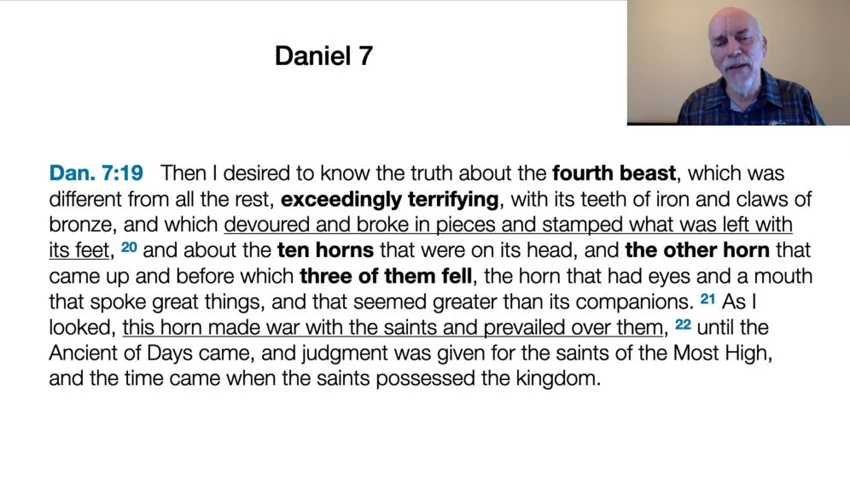 Daniel 7
Dan. 7:19 Then I desired to know the truth about the fourth beast, which was
different from all the rest, exceedingly terrifying, with its teeth of iron and claws of
bronze, and which devoured and broke in pieces and stamped what was left with
its feet, 20 and about the ten horns that were on its head, and the other horn that
came up and before which three of them fell, the horn that had eyes and a mouth
that spoke great things, and that seemed greater than its companions. 21 As I
looked, this horn made war with the saints and prevailed over them, 22 until the
Ancient of Days came, and judgment was given for the saints of the Most High,
and the time came when the saints possessed the kingdom.